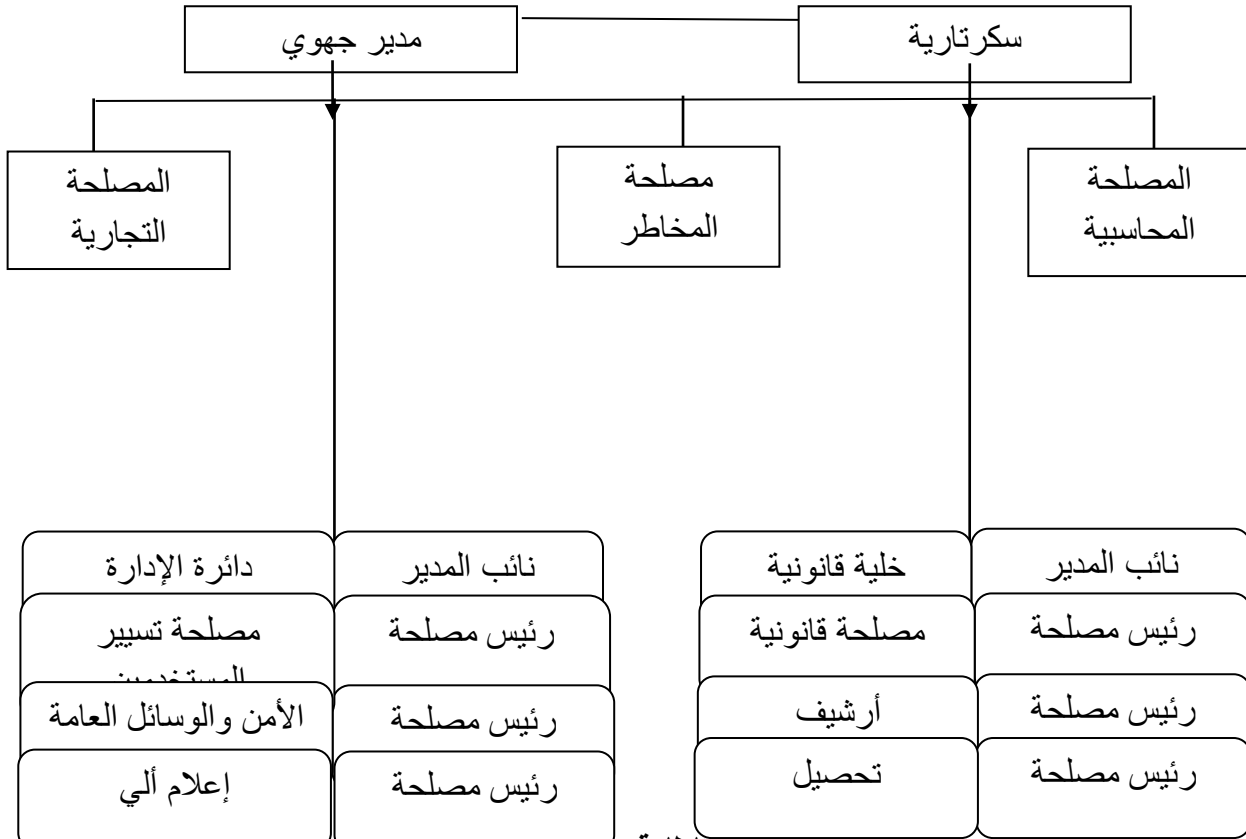 سكرتارية
مدير جهوي
المصلحة
المحاسبية
مصلحة
المخاطر
المصلحة
التجارية
نائب المدير
خلية قانونية
نائب المدير
دائرة الإدارة
رئيس مصلحة
مصلحة قانونية
رئيس مصلحة
مصلحة تسيير
المستخدمين
رئيس مصلحة
أرشيف
رئيس مصلحة
الأمن والوسائل العامة
رئيس مصلحة
تحصيل
رئيس مصلحة
إعلام ألي